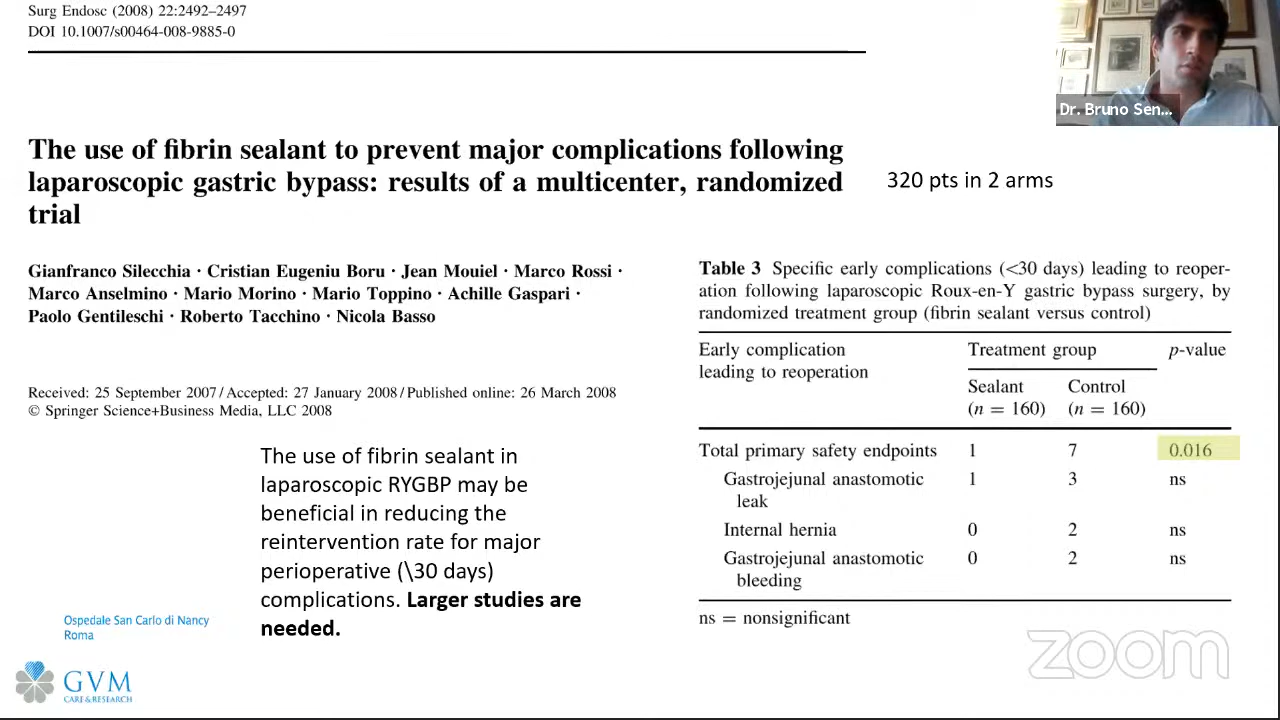 Surg Endosc (2008) 22:2492–2497
DOI 10.1007/s00464-008-9885-0
Dr. Bruno Sen...
The use of fibrin sealant to prevent major complications following
laparoscopic gastric bypass: results of a multicenter, randomized
trial
320 pts in 2 arms
Gianfranco Silecchia · Cristian Eugeniu Boru · Jean Mouiel · Marco Rossi ·
Marco Anselmino · Mario Morino · Mario Toppino · Achille Gaspari ·
Paolo Gentileschi · Roberto Tacchino · Nicola Basso
Received: 25 September 2007 / Accepted: 27 January 2008 / Published online: 26 March 2008
© Springer Science+Business Media, LLC 2008
The use of fibrin sealant in
laparoscopic RYGBP may be
beneficial in reducing the
reintervention rate for major
perioperative (\30 days)
complications. Larger studies are
needed.
Table 3 Specific early complications (<30 days) leading to reoper-
ation following laparoscopic Roux-en-Y gastric bypass surgery, by
randomized treatment group (fibrin sealant versus control)
Early complication Treatment group p-value
leading to reoperation
Sealant Control
(n = 160) (n = 160)
Total primary safety endpoints 1 7 0.016
Gastrojejunal anastomotic 1 3 ns
leak
Internal hernia 0 2 ns
Gastrojejunal anastomotic 0 2 ns
bleeding
ns = nonsignificant
Ospedale San Carlo di Nancy
Roma
GVM
CARE & RESEARCH
zoom